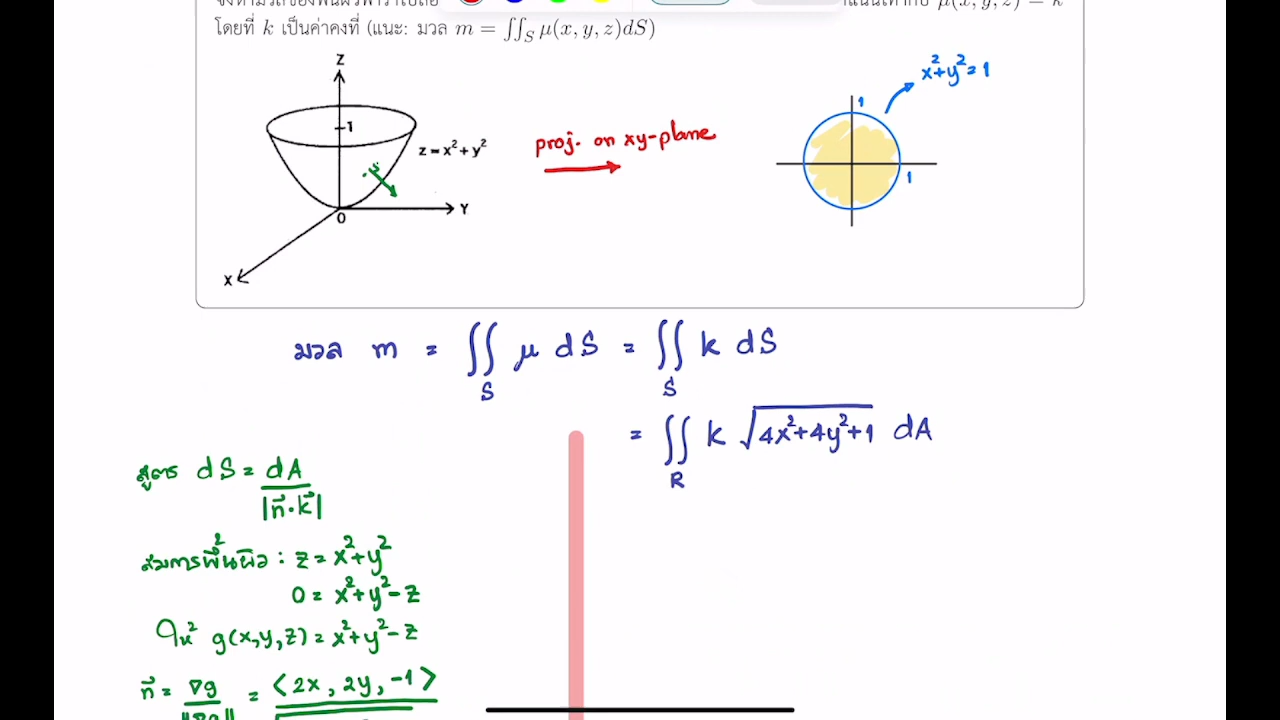 โดยที่ k เป็นค่าคงที่ (แนะ: มวล m = ∬_S μ(x, y, z)dS)
Z
1
z = x²+y²
Y
0
X
proj. on xy-plane
x²+y²=1
1
1
มวล m = ∬_S μ dS = ∬_S k dS
= ∬_R k √(4x²+4y²+1) dA
สูตร dS = dA / |n⃗·k⃗|
สมการพื้นผิว : z = x²+y²
0 = x²+y²-z
ให้ g(x,y,z) = x²+y²-z
n⃗ = ∇g / ‖∇g‖ = ⟨2x, 2y, -1⟩